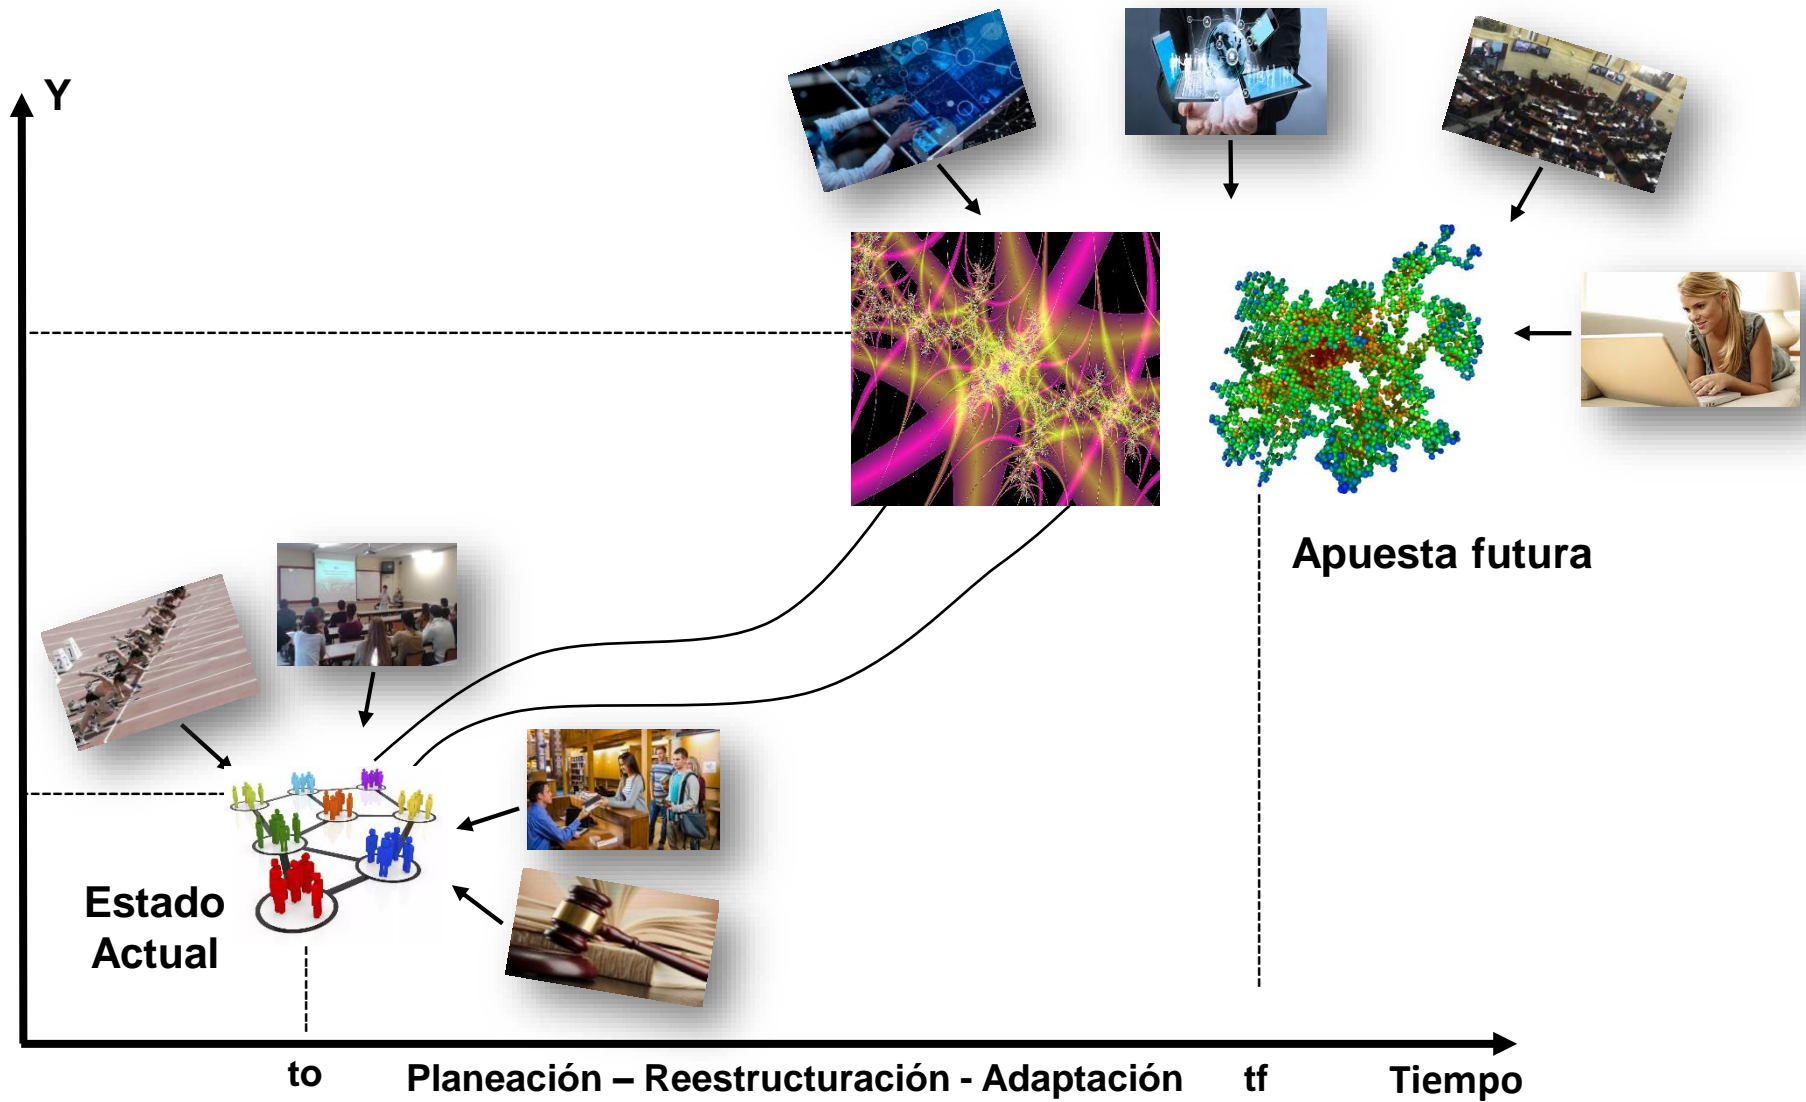 Y
Apuesta futura
Estado
Actual
to
Planeación – Reestructuración - Adaptación
tf
Tiempo